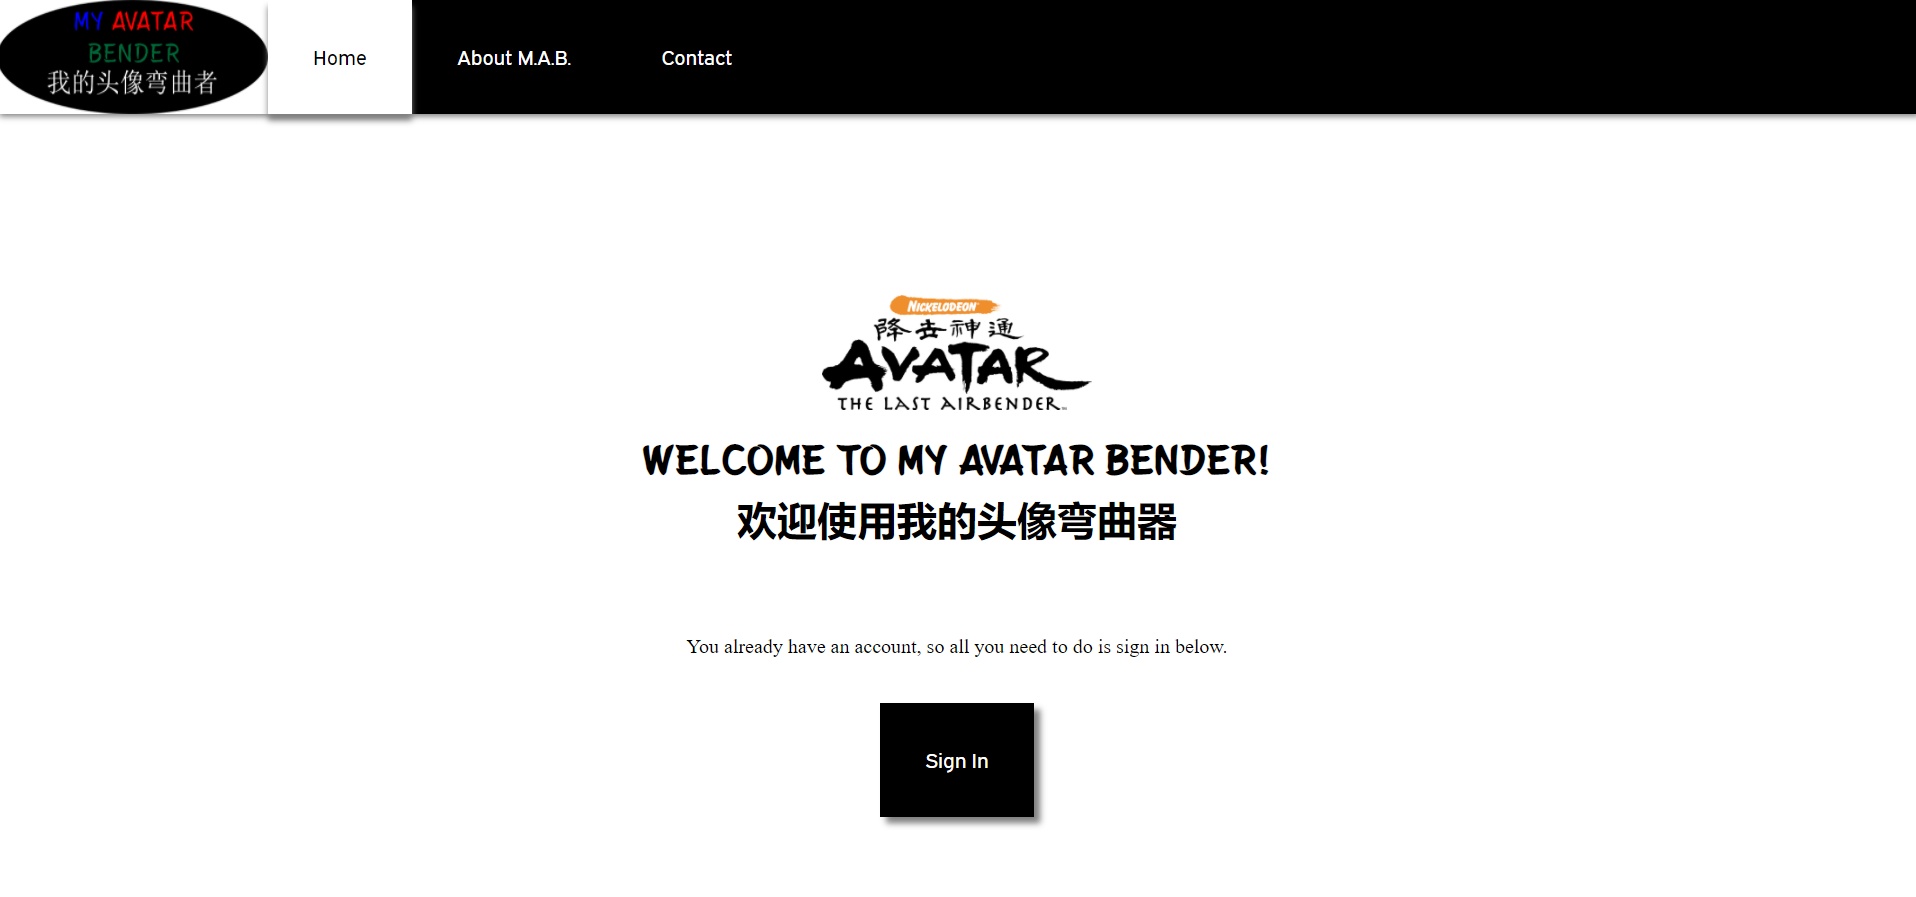 MY AVATAR
BENDER
我的头像弯曲者
Home
About M.A.B.
Contact
NICKELODEON
降去神通
AVATAR
THE LAST AIRBENDER™
WELCOME TO MY AVATAR BENDER!
欢迎使用我的头像弯曲器
You already have an account, so all you need to do is sign in below.
Sign In